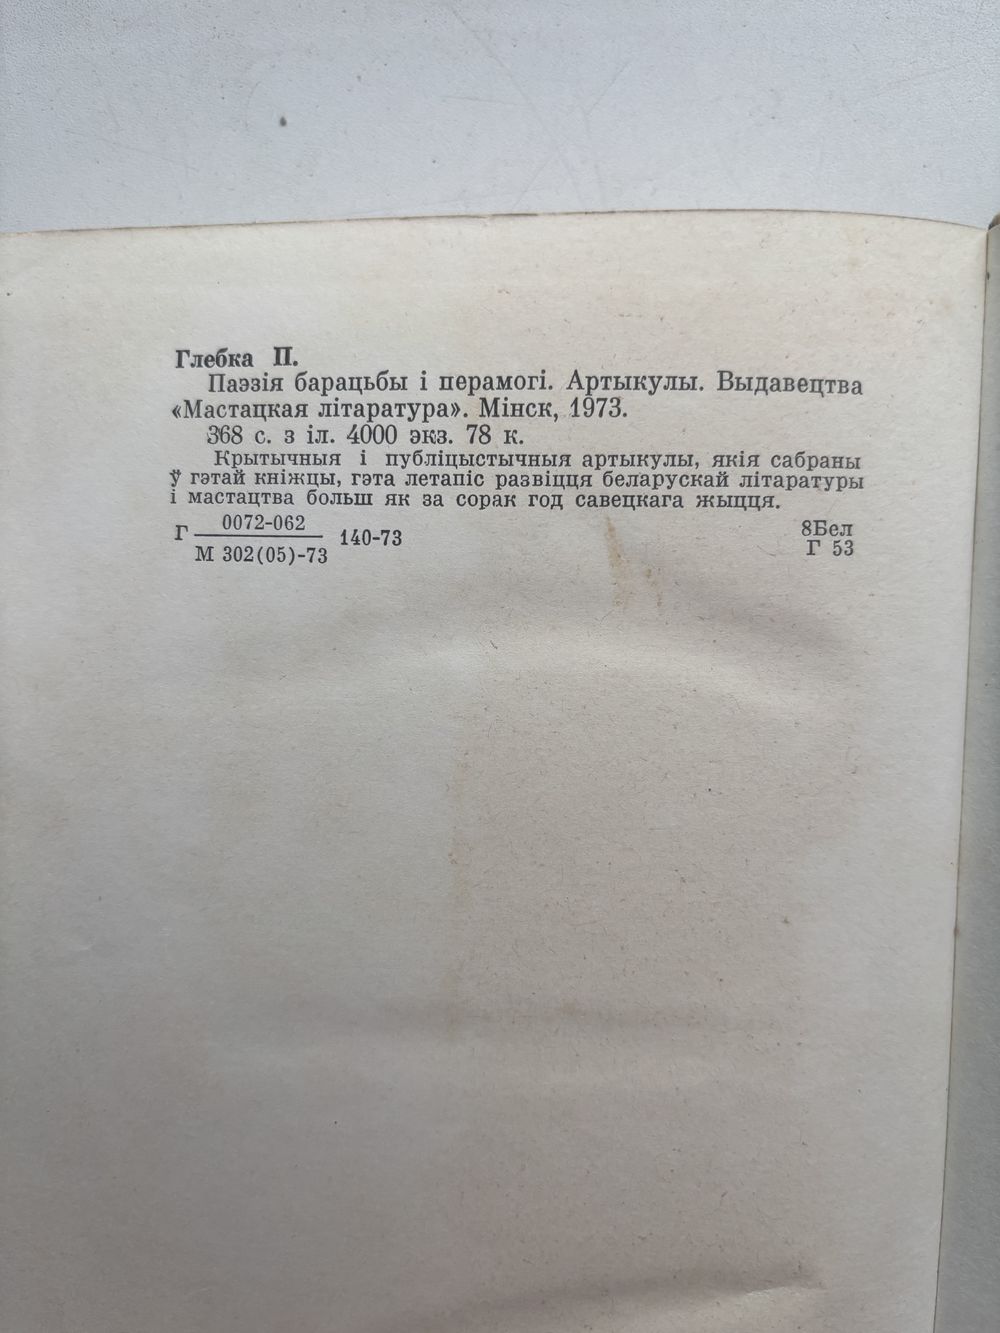 Глебка П.
Паэзія барацьбы і перамогі. Артыкулы. Выдавецтва
«Мастацкая літаратура». Мінск, 1973.
368 с. з іл. 4000 экз. 78 к.
Крытычныя і публіцыстычныя артыкулы, якія сабраны
ў гэтай кніжцы, гэта летапіс развіцця беларускай літаратуры
і мастацтва больш як за сорак год савецкага жыцця.
Г 0072-062
М 302(05)-73 140-73
8Бел
Г 53